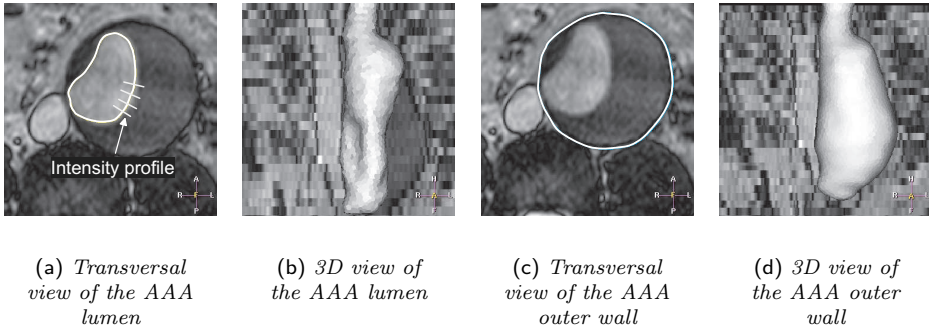 Intensity profile
A
R F L
P
H
R A L
F
A
R F L
P
H
R A L
F
(a) Transversal
view of the AAA
lumen
(b) 3D view of
the AAA lumen
(c) Transversal
view of the AAA
outer wall
(d) 3D view of
the AAA outer
wall